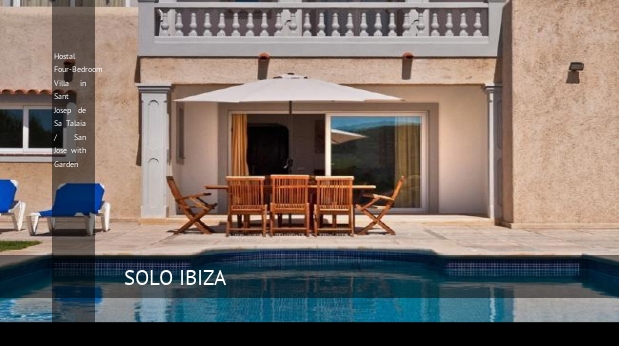 Hostal
Four-Bedroom
Villa in
Sant
Josep de
Sa Talaia
/ San
Jose with
Garden
SOLO IBIZA